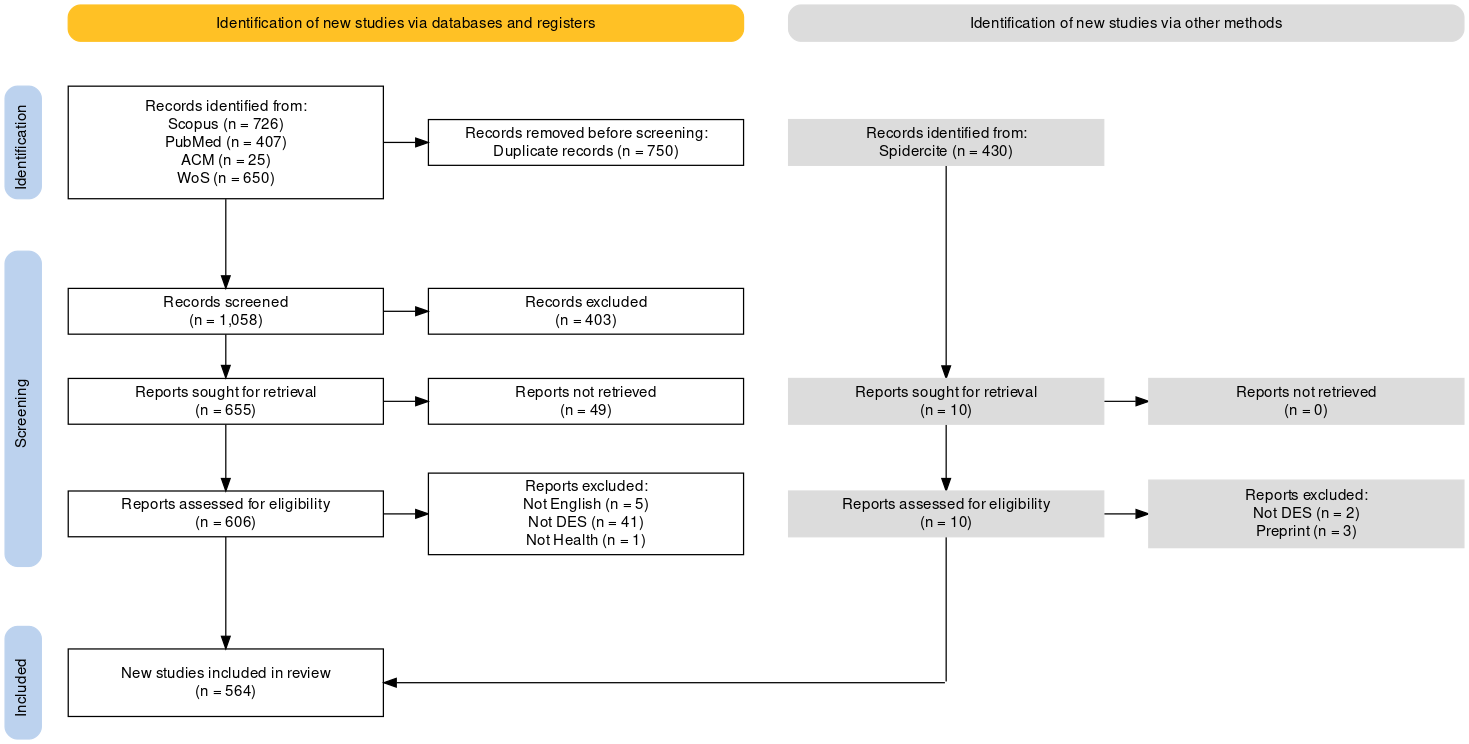 Identification of new studies via databases and registers
Identification of new studies via other methods
Identification
Records identified from:
Scopus (n = 726)
PubMed (n = 407)
ACM (n = 25)
WoS (n = 650)
Records removed before screening:
Duplicate records (n = 750)
Records identified from:
Spidercite (n = 430)
Screening
Records screened
(n = 1,058)
Records excluded
(n = 403)
Reports sought for retrieval
(n = 655)
Reports not retrieved
(n = 49)
Reports sought for retrieval
(n = 10)
Reports not retrieved
(n = 0)
Reports assessed for eligibility
(n = 606)
Reports excluded:
Not English (n = 5)
Not DES (n = 41)
Not Health (n = 1)
Reports assessed for eligibility
(n = 10)
Reports excluded:
Not DES (n = 2)
Preprint (n = 3)
Included
New studies included in review
(n = 564)